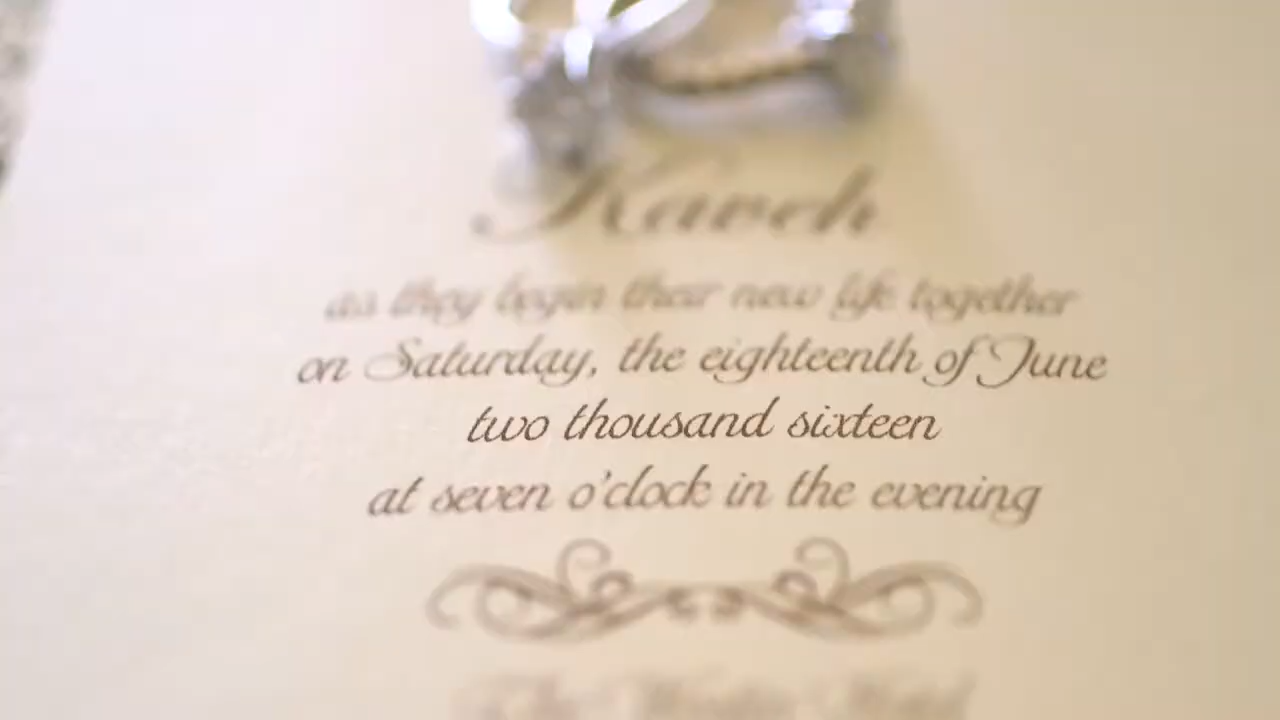 Kaveh
as they begin their new life together
on Saturday, the eighteenth of June
two thousand sixteen
at seven o'clock in the evening